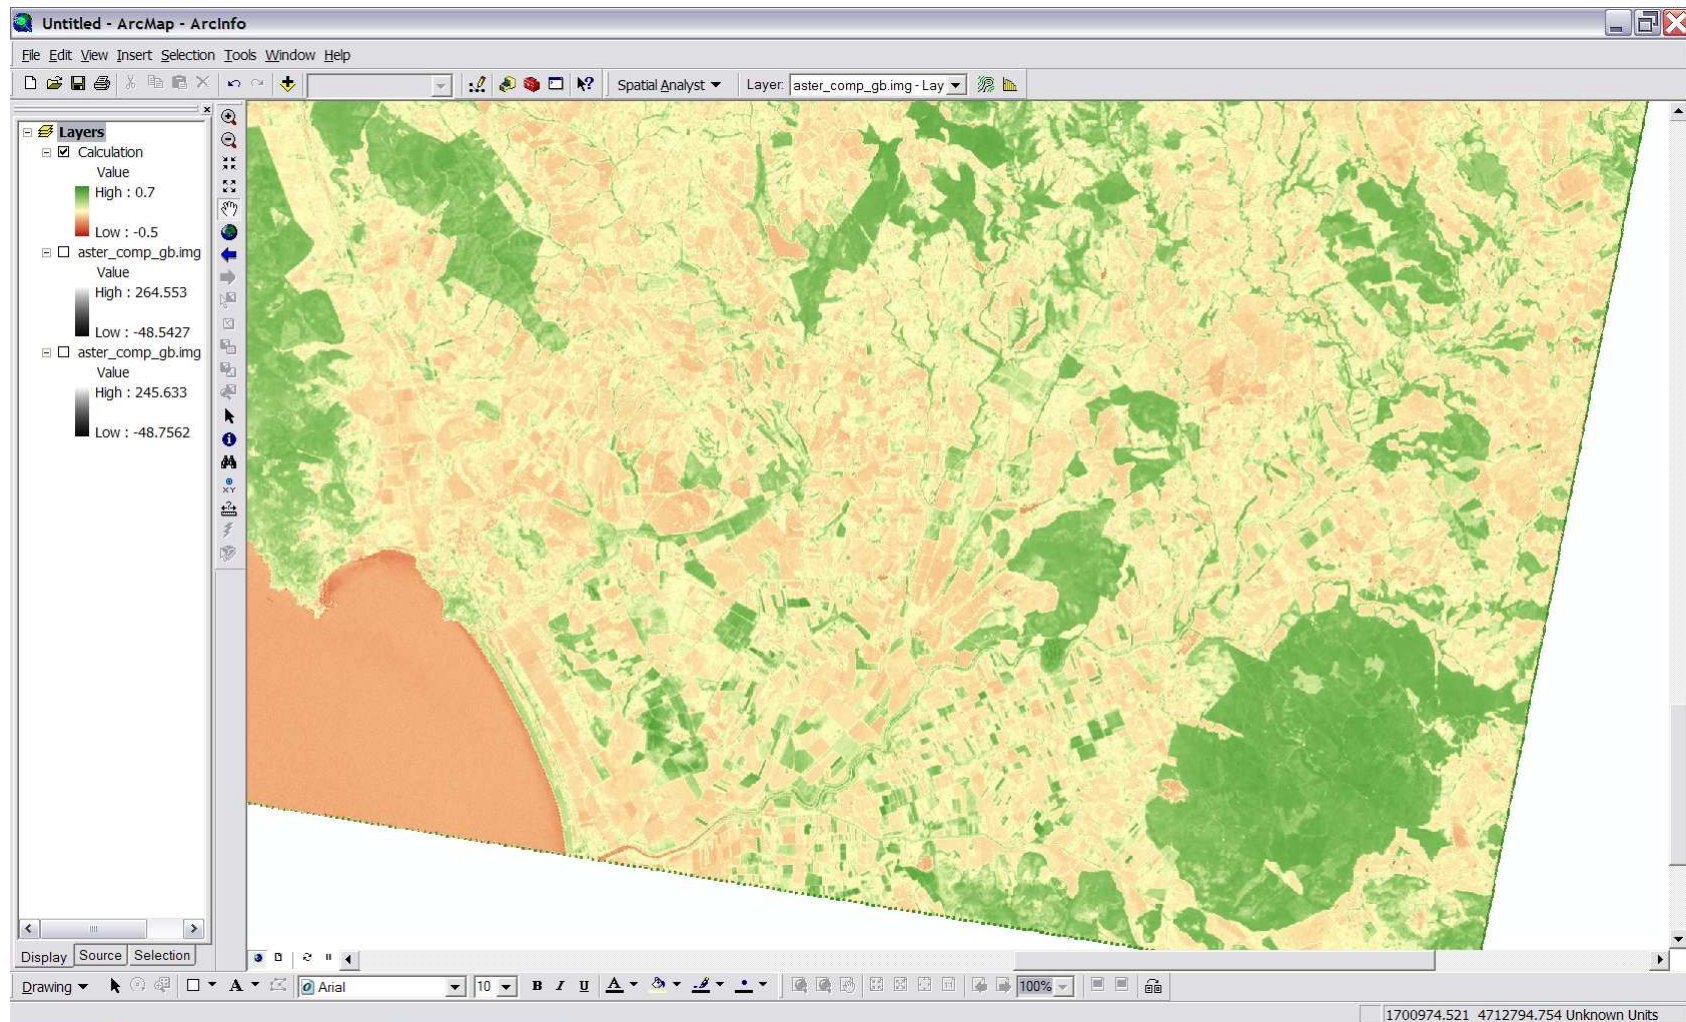 Untitled - ArcMap - ArcInfo
File Edit View Insert Selection Tools Window Help
Spatial Analyst Layer: aster_comp_gb.img - Lay
Layers
Calculation
Value
High : 0.7
Low : -0.5
aster_comp_gb.img
Value
High : 264.553
Low : -48.5427
aster_comp_gb.img
Value
High : 245.633
Low : -48.7562
XY
Display Source Selection
Drawing A Arial 10 B I U A 100%
1700974.521 4712794.754 Unknown Units